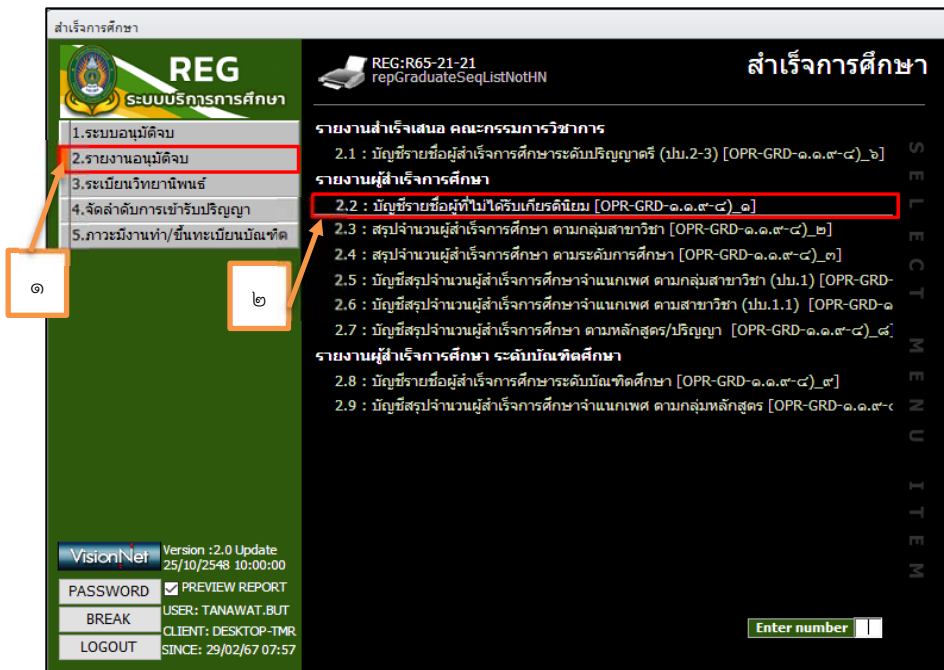 สำเร็จการศึกษา
REG
ระบบบริการการศึกษา
1.ระบบอนุมัติจบ
2.รายงานอนุมัติจบ
3.ระเบียนวิทยานิพนธ์
4.จัดลำดับการเข้ารับปริญญา
5.ภาวะมีงานทำ/ขึ้นทะเบียนบัณฑิต
๑
๒
REG:R65-21-21
repGraduateSeqListNotHN
สำเร็จการศึกษา
รายงานสำเร็จเสนอ คณะกรรมการวิชาการ
2.1 : บัญชีรายชื่อผู้สำเร็จการศึกษาระดับปริญญาตรี (ปบ.2-3) [OPR-GRD-๑.๑.๙-๔)_๖]
รายงานผู้สำเร็จการศึกษา
2.2 : บัญชีรายชื่อผู้ที่ไม่ได้รับเกียรตินิยม [OPR-GRD-๑.๑.๙-๔)_๑]
2.3 : สรุปจำนวนผู้สำเร็จการศึกษา ตามกลุ่มสาขาวิชา [OPR-GRD-๑.๑.๙-๔)_๒]
2.4 : สรุปจำนวนผู้สำเร็จการศึกษา ตามระดับการศึกษา [OPR-GRD-๑.๑.๙-๔)_๓]
2.5 : บัญชีสรุปจำนวนผู้สำเร็จการศึกษาจำแนกเพศ ตามกลุ่มสาขาวิชา (ปบ.1) [OPR-GRD-
2.6 : บัญชีสรุปจำนวนผู้สำเร็จการศึกษาจำแนกเพศ ตามสาขาวิชา (ปบ.1.1) [OPR-GRD-๑
2.7 : บัญชีสรุปจำนวนผู้สำเร็จการศึกษา ตามหลักสูตร/ปริญญา [OPR-GRD-๑.๑.๙-๔)_๘]
รายงานผู้สำเร็จการศึกษา ระดับบัณฑิตศึกษา
2.8 : บัญชีรายชื่อผู้สำเร็จการศึกษาระดับบัณฑิตศึกษา [OPR-GRD-๑.๑.๙-๔)_๙]
2.9 : บัญชีสรุปจำนวนผู้สำเร็จการศึกษาจำแนกเพศ ตามกลุ่มหลักสูตร [OPR-GRD-๑.๑.๙-๔
SELECT MENU ITEM
VisionNet
Version :2.0 Update
25/10/2548 10:00:00
PASSWORD
PREVIEW REPORT
BREAK
USER: TANAWAT.BUT
CLIENT: DESKTOP-TMR
LOGOUT
SINCE: 29/02/67 07:57
Enter number